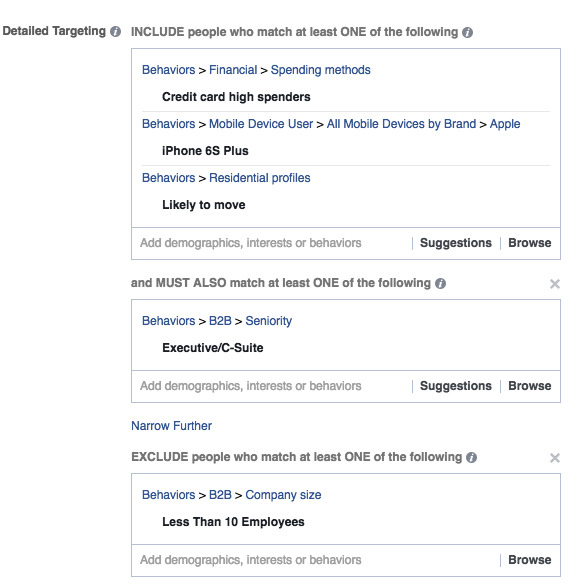 Detailed Targeting INCLUDE people who match at least ONE of the following
Behaviors > Financial > Spending methods
Credit card high spenders
Behaviors > Mobile Device User > All Mobile Devices by Brand > Apple
iPhone 6S Plus
Behaviors > Residential profiles
Likely to move
Add demographics, interests or behaviors | Suggestions | Browse
and MUST ALSO match at least ONE of the following
Behaviors > B2B > Seniority
Executive/C-Suite
Add demographics, interests or behaviors | Suggestions | Browse
Narrow Further
EXCLUDE people who match at least ONE of the following
Behaviors > B2B > Company size
Less Than 10 Employees
Add demographics, interests or behaviors | Browse